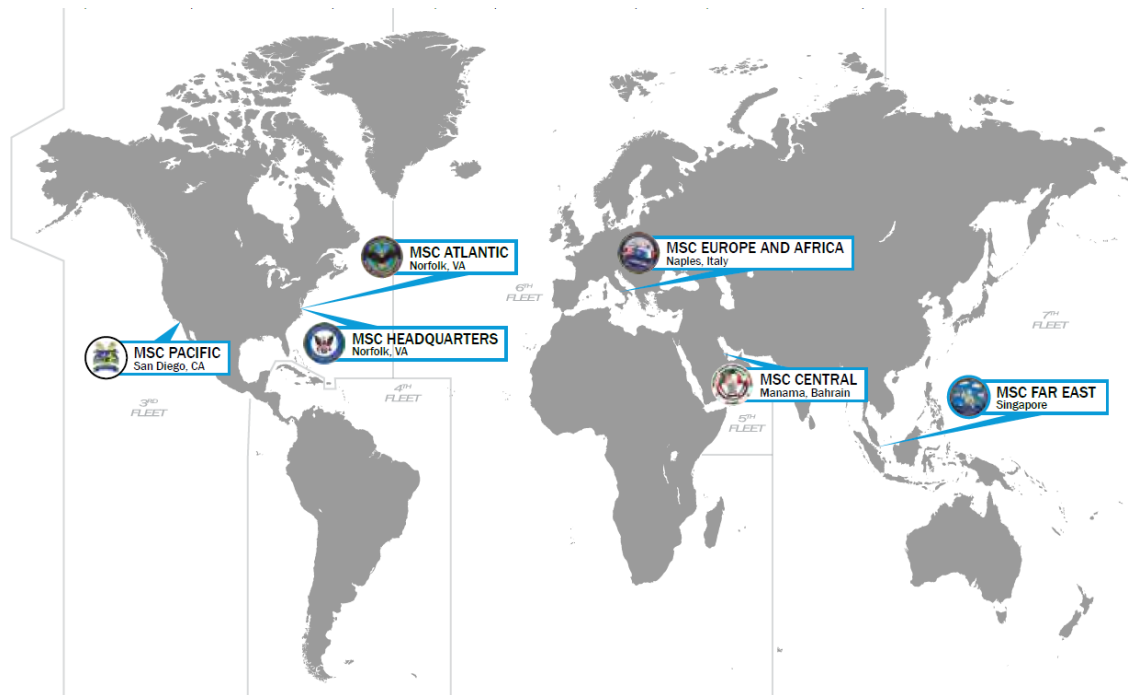 MSC ATLANTIC
Norfolk, VA
MSC EUROPE AND AFRICA
Naples, Italy
6TH
FLEET
7TH
FLEET
MSC HEADQUARTERS
Norfolk, VA
MSC PACIFIC
San Diego, CA
MSC CENTRAL
Manama, Bahrain
4TH
FLEET
MSC FAR EAST
Singapore
3RD
FLEET
5TH
FLEET